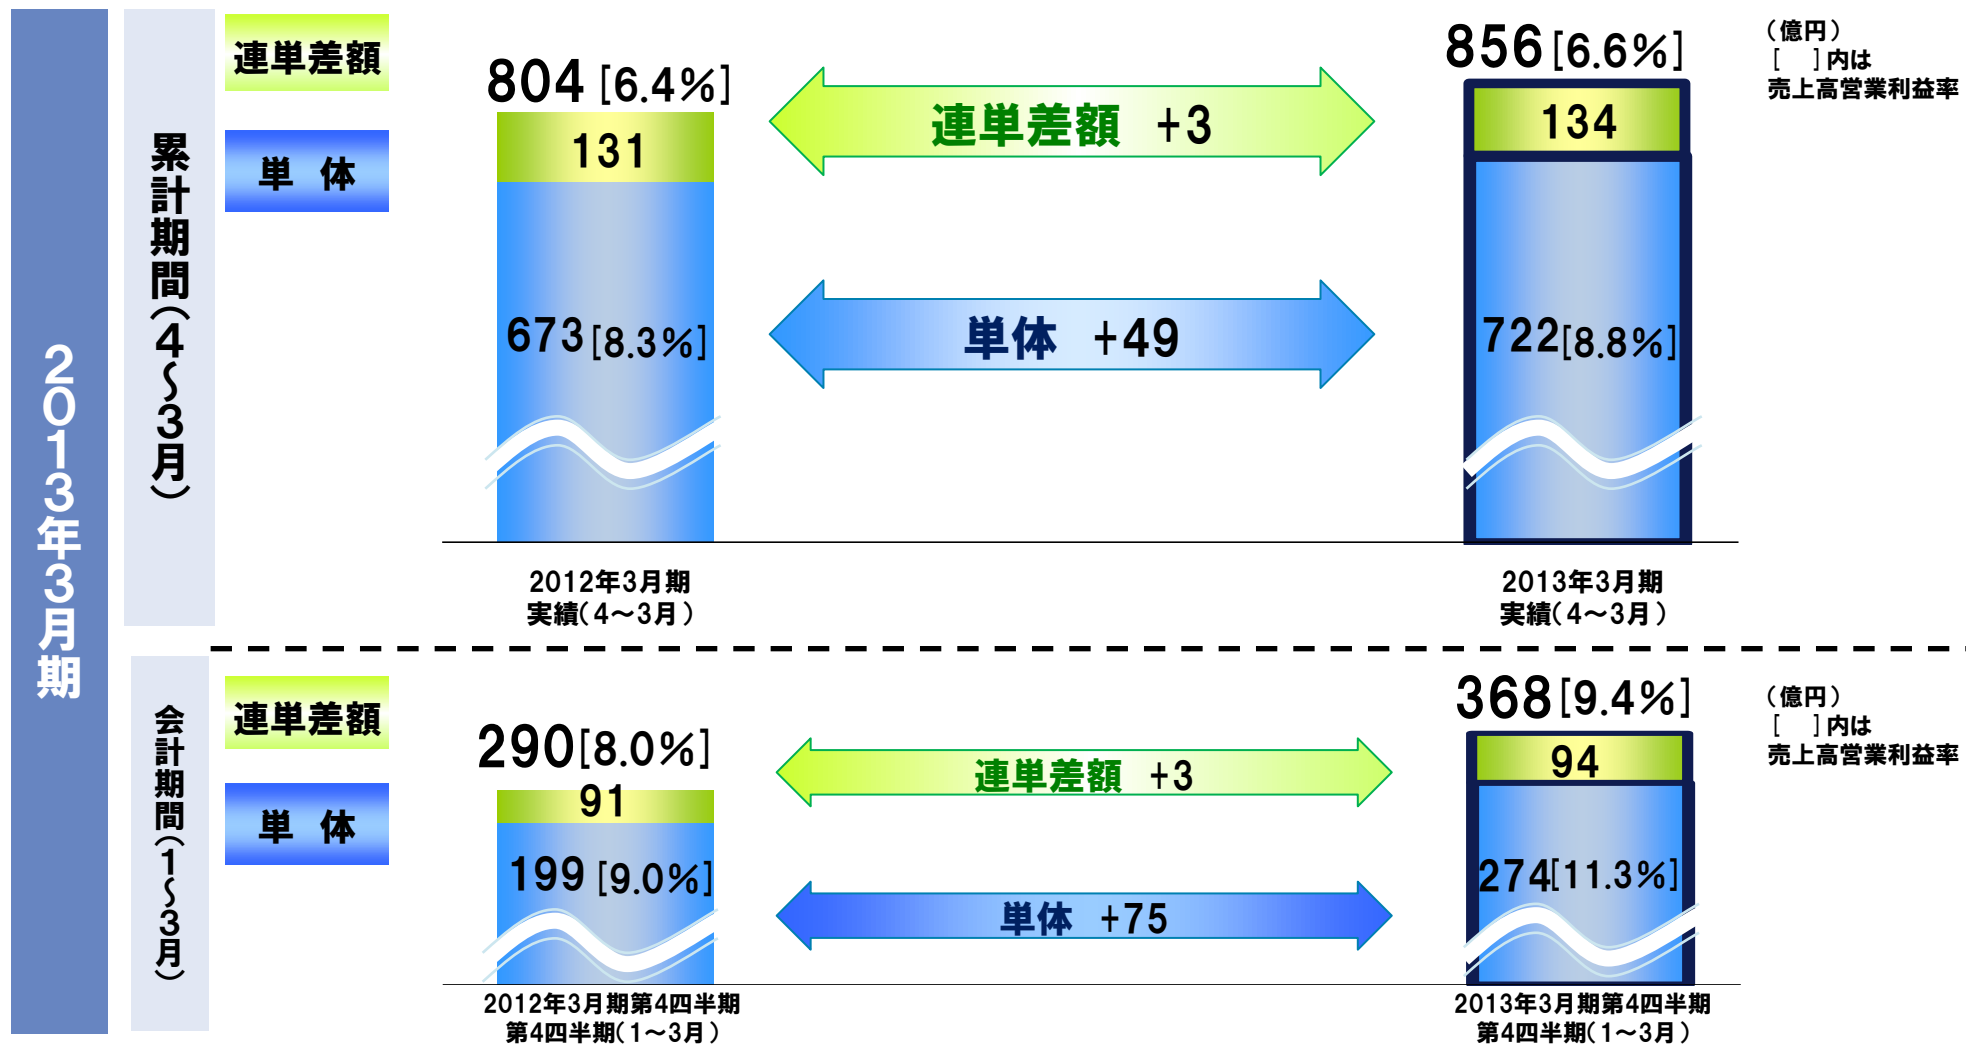 2013年3月期
累計期間(4～3月)
連単差額
単 体
804 [6.4%]
131
673 [8.3%]
連単差額 +3
単体 +49
856 [6.6%]
134
722 [8.8%]
(億円)
[ ]内は
売上高営業利益率
2012年3月期
実績(4～3月)
2013年3月期
実績(4～3月)
会計期間(1～3月)
連単差額
単 体
290 [8.0%]
91
199 [9.0%]
連単差額 +3
単体 +75
368 [9.4%]
94
274 [11.3%]
(億円)
[ ]内は
売上高営業利益率
2012年3月期第4四半期
第4四半期(1～3月)
2013年3月期第4四半期
第4四半期(1～3月)